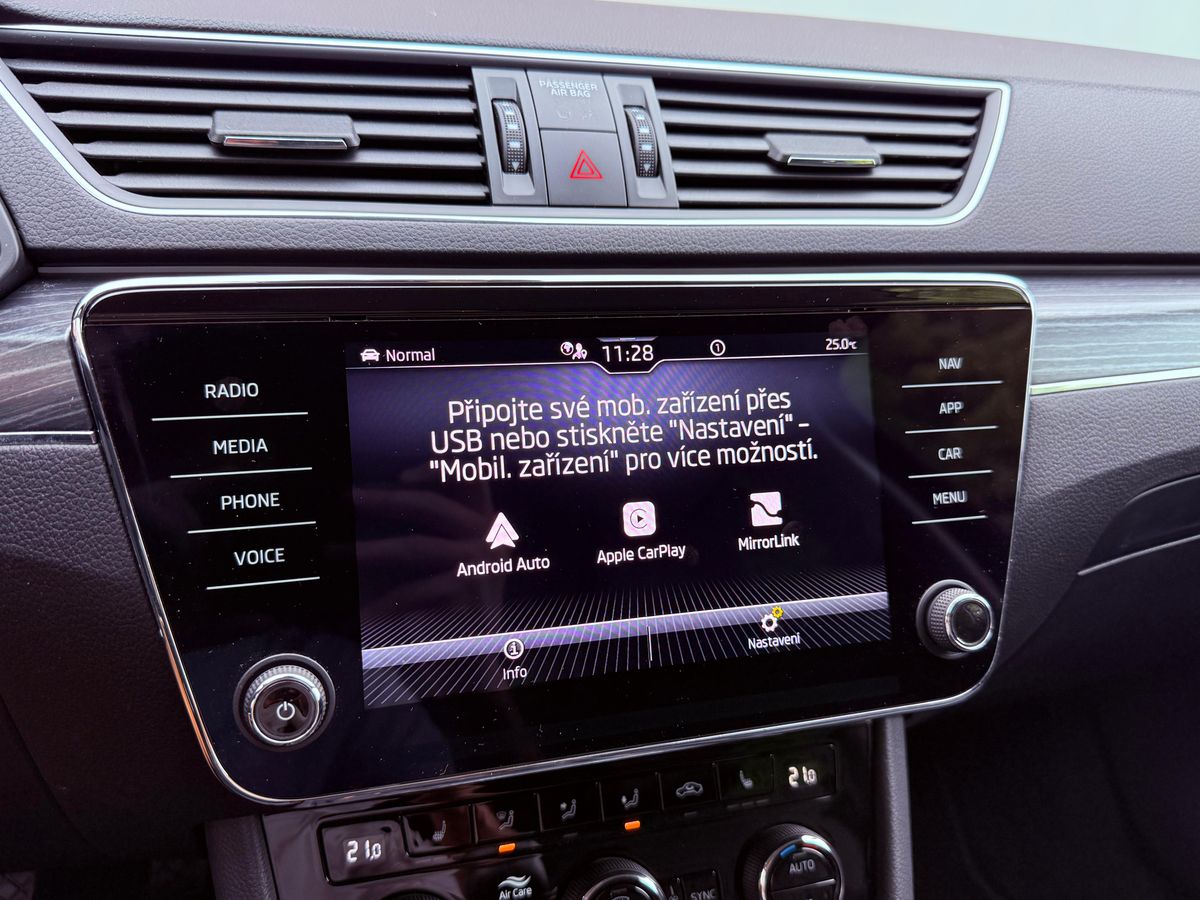 PASSENGER
AIR BAG
Normal
11:28
1
25.0°C
RADIO
MEDIA
PHONE
VOICE
Připojte své mob. zařízení přes
USB nebo stiskněte "Nastavení" –
"Mobil. zařízení" pro více možností.
Android Auto
Apple CarPlay
MirrorLink
Info
Nastavení
NAV
APP
CAR
MENU
21.0
21.0
Air Care
SYNC
AUTO